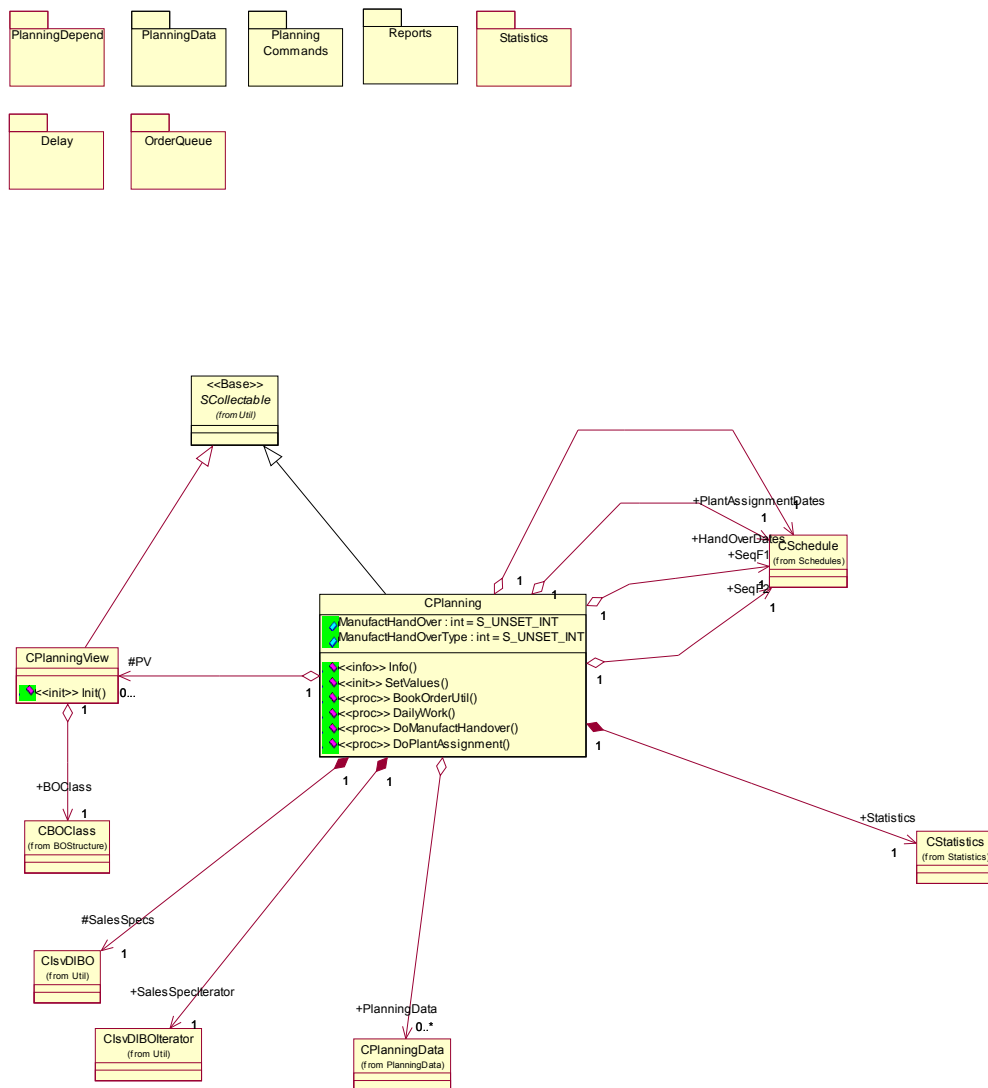 PlanningDepend
PlanningData
Planning
Commands
Reports
Statistics
Delay
OrderQueue
<<Base>>
SCollectable
(from Util)
+PlantAssignmentDates
1
1
+HandOverDates
CSchedule
(from Schedules)
+SeqF1
1
+SeqF2
1
1
1
1
1
CPlanning
ManufactHandOver : int = S_UNSET_INT
ManufactHandOverType : int = S_UNSET_INT
<<info>> Info()
<<init>> SetValues()
<<proc>> BookOrderUtil()
<<proc>> DailyWork()
<<proc>> DoManufactHandover()
<<proc>> DoPlantAssignment()
CPlanningView
<<init>> Init()
#PV
0...
1
1
+BOClass
1
CBOClass
(from BOStructure)
1
1
1
+Statistics
1
CStatistics
(from Statistics)
#SalesSpecs
1
CIsvDIBO
(from Util)
+SalesSpecIterator
1
CIsvDIBOIterator
(from Util)
+PlanningData
0..*
CPlanningData
(from PlanningData)